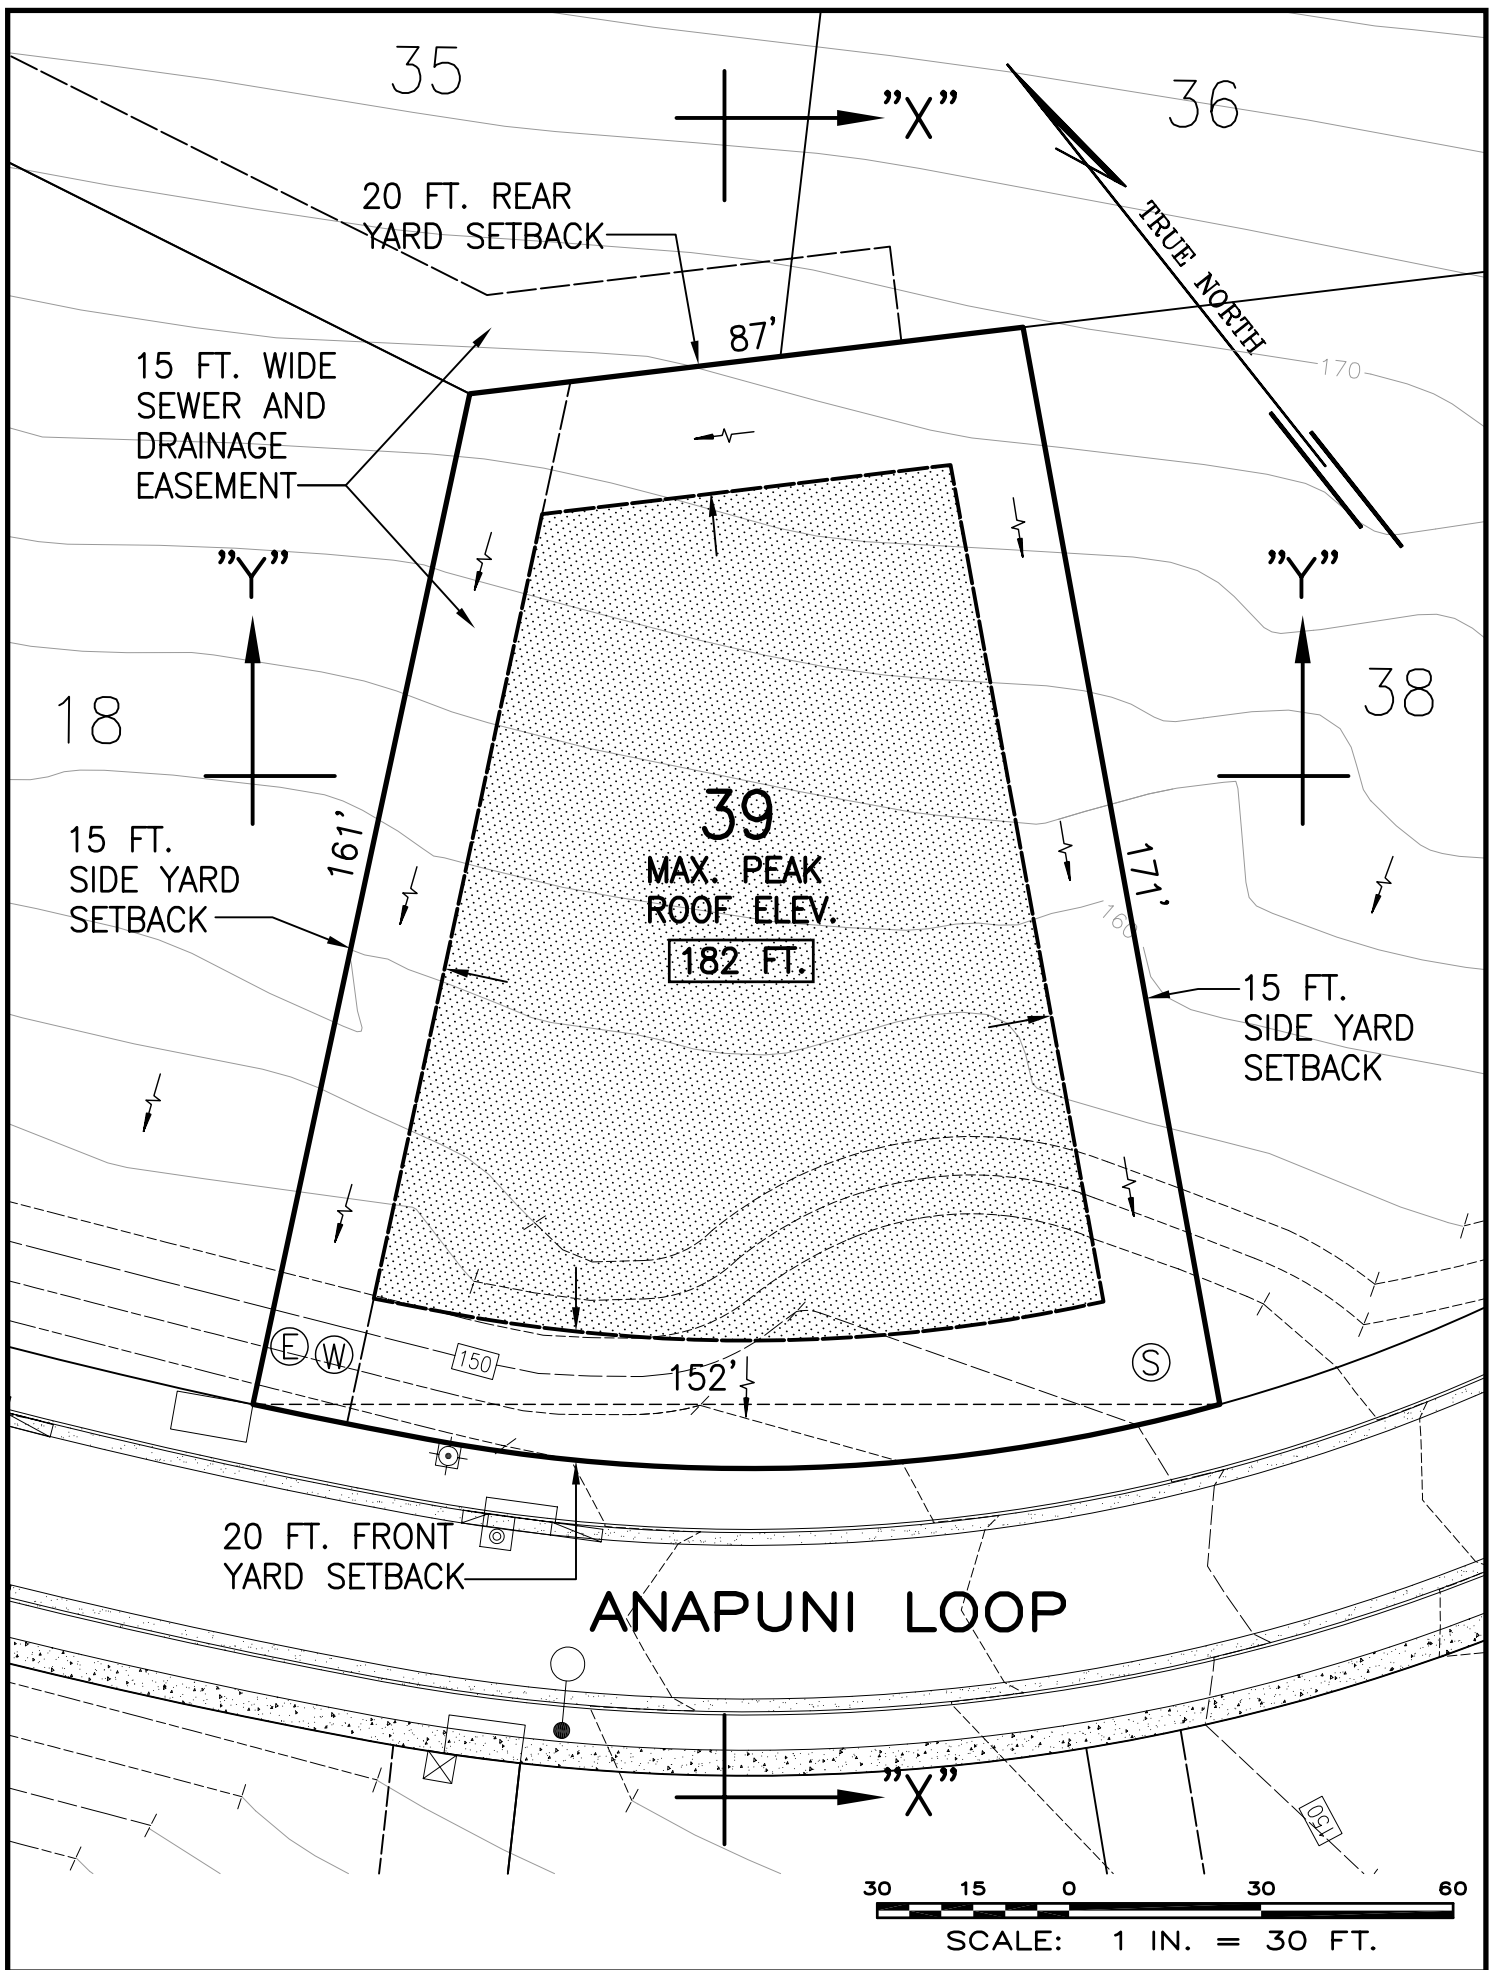 35
"X"
36
20 FT. REAR
YARD SETBACK
TRUE NORTH
87'
15 FT. WIDE
SEWER AND
DRAINAGE
EASEMENT
170
"Y"
"Y"
18
38
39
MAX. PEAK
ROOF ELEV.
182 FT.
161'
171'
15 FT.
SIDE YARD
SETBACK
160
15 FT.
SIDE YARD
SETBACK
E
W
150
152'
S
20 FT. FRONT
YARD SETBACK
ANAPUNI LOOP
"X"
150
30 15 0 30 60
SCALE: 1 IN. = 30 FT.